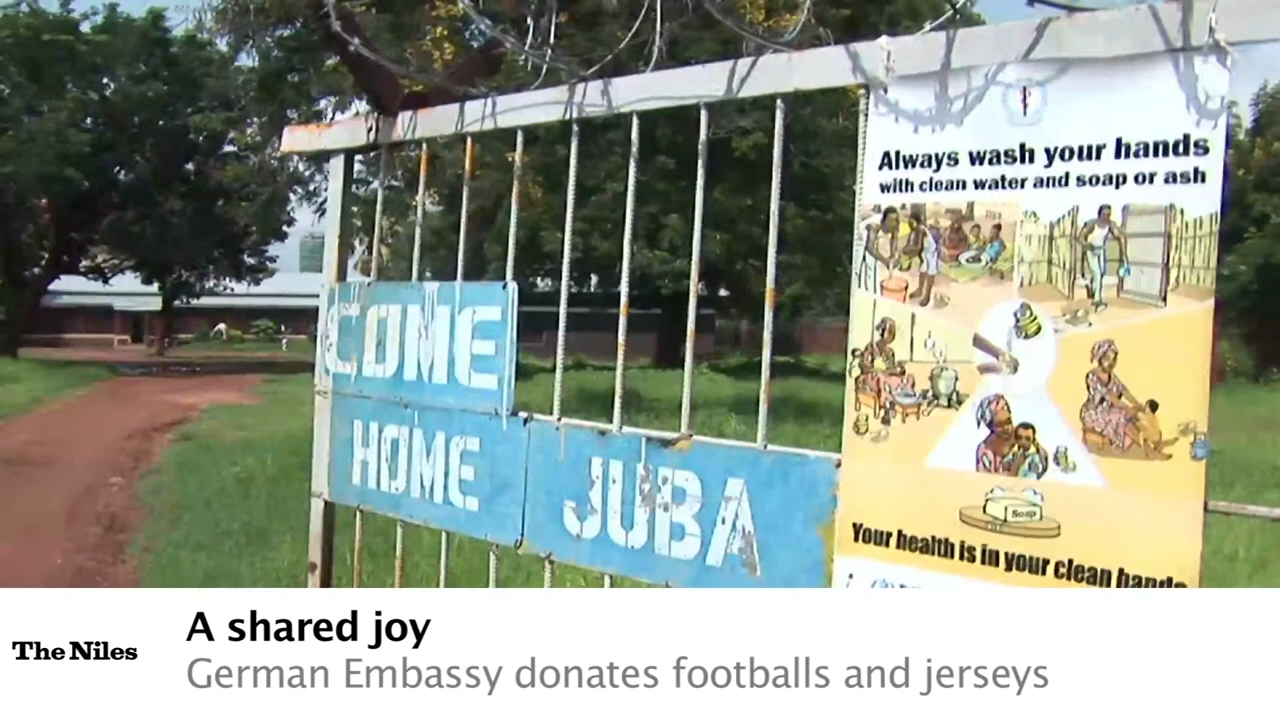 COME
HOME
JUBA
Always wash your hands
with clean water and soap or ash
Soap
Your health is in your clean hands
The Niles
A shared joy
German Embassy donates footballs and jerseys